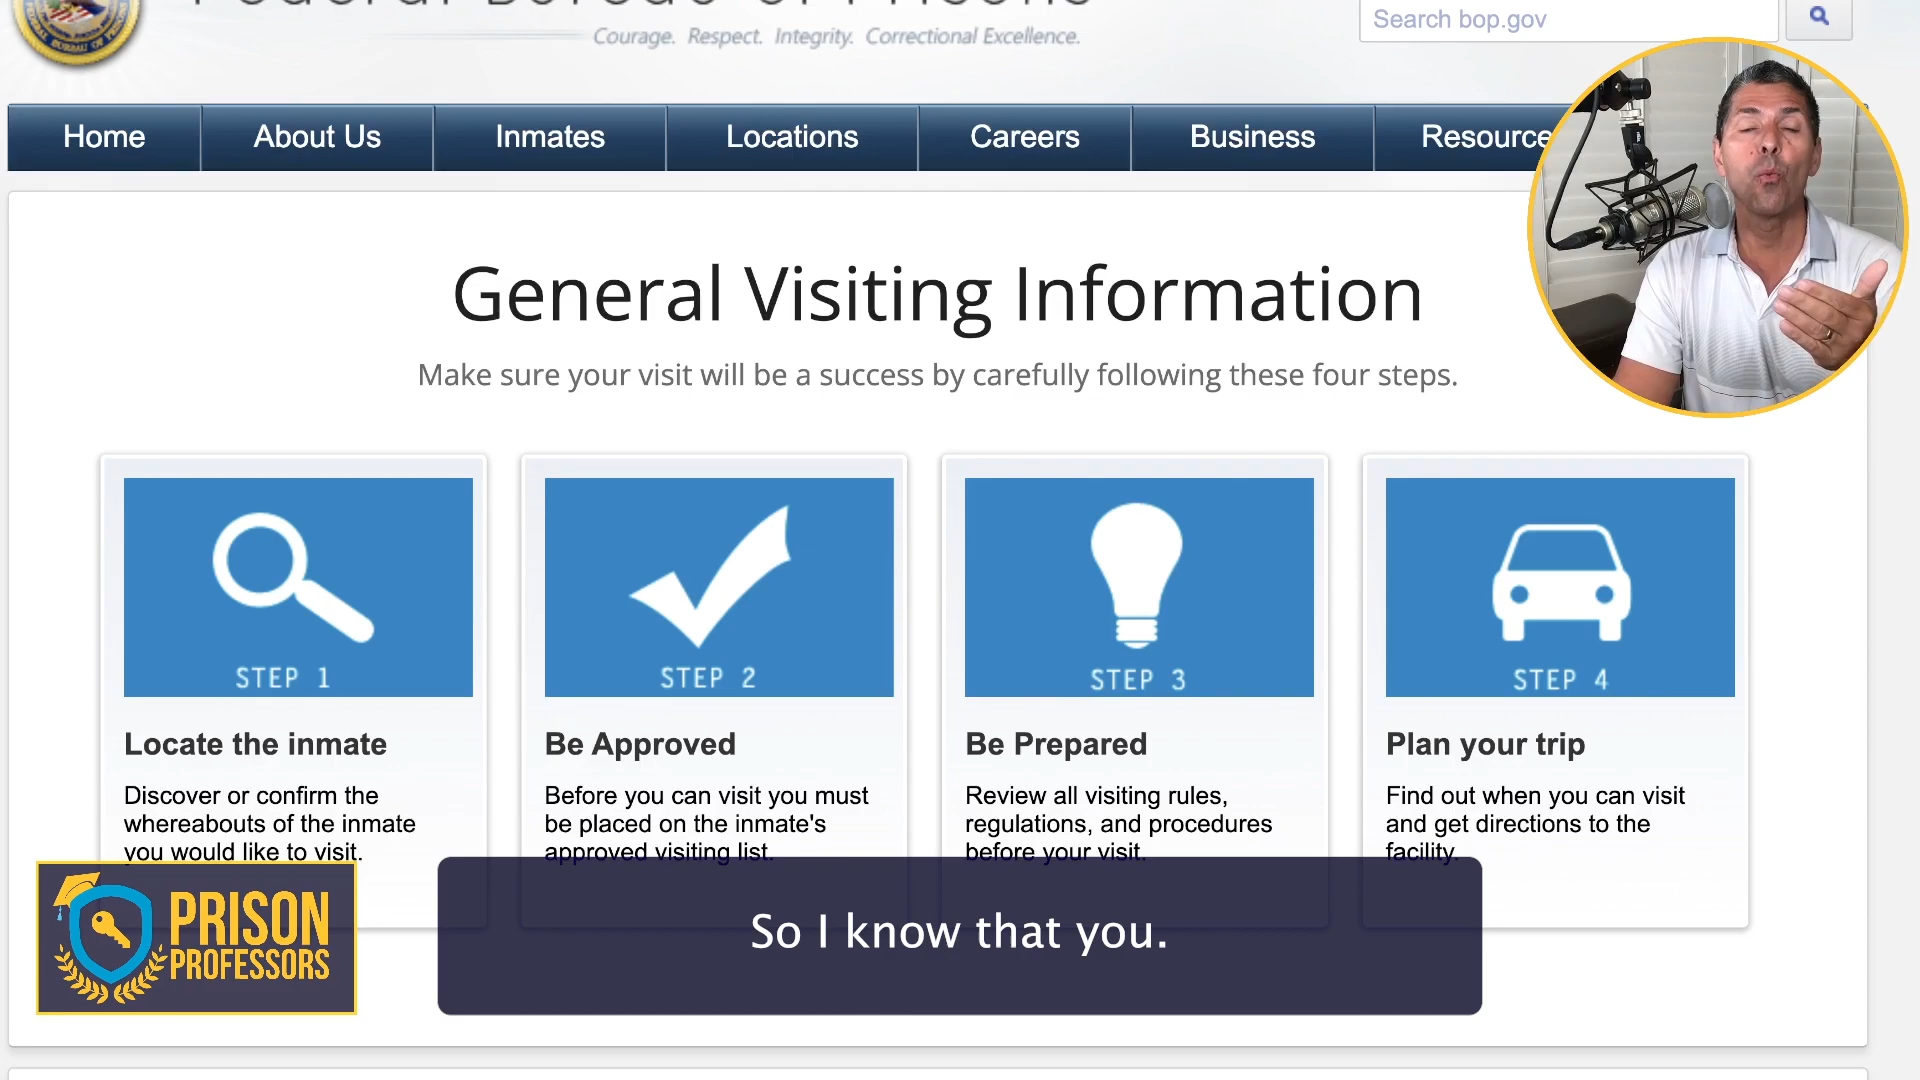 Federal Bureau of Prisons
Courage. Respect. Integrity. Correctional Excellence.
Search bop.gov
Home
About Us
Inmates
Locations
Careers
Business
Resource
General Visiting Information
Make sure your visit will be a success by carefully following these four steps.
STEP 1
Locate the inmate
Discover or confirm the
whereabouts of the inmate
you would like to visit.
STEP 2
Be Approved
Before you can visit you must
be placed on the inmate's
approved visiting list.
STEP 3
Be Prepared
Review all visiting rules,
regulations, and procedures
before your visit.
STEP 4
Plan your trip
Find out when you can visit
and get directions to the
facility.
PRISON
PROFESSORS
So I know that you.